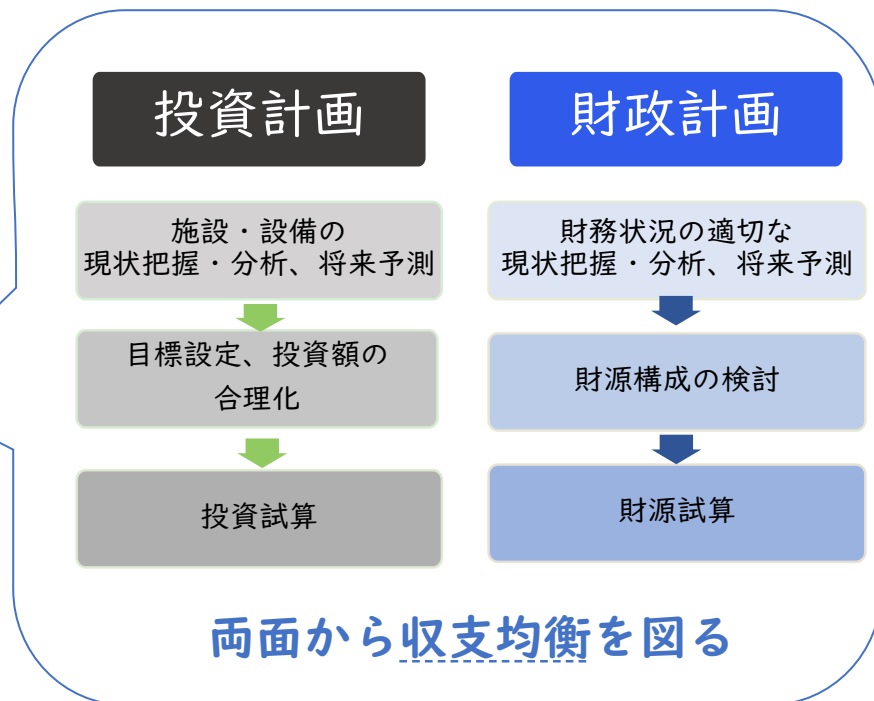 投資計画
施設・設備の
現状把握・分析、将来予測
目標設定、投資額の
合理化
投資試算
財政計画
財務状況の適切な
現状把握・分析、将来予測
財源構成の検討
財源試算
両面から収支均衡を図る